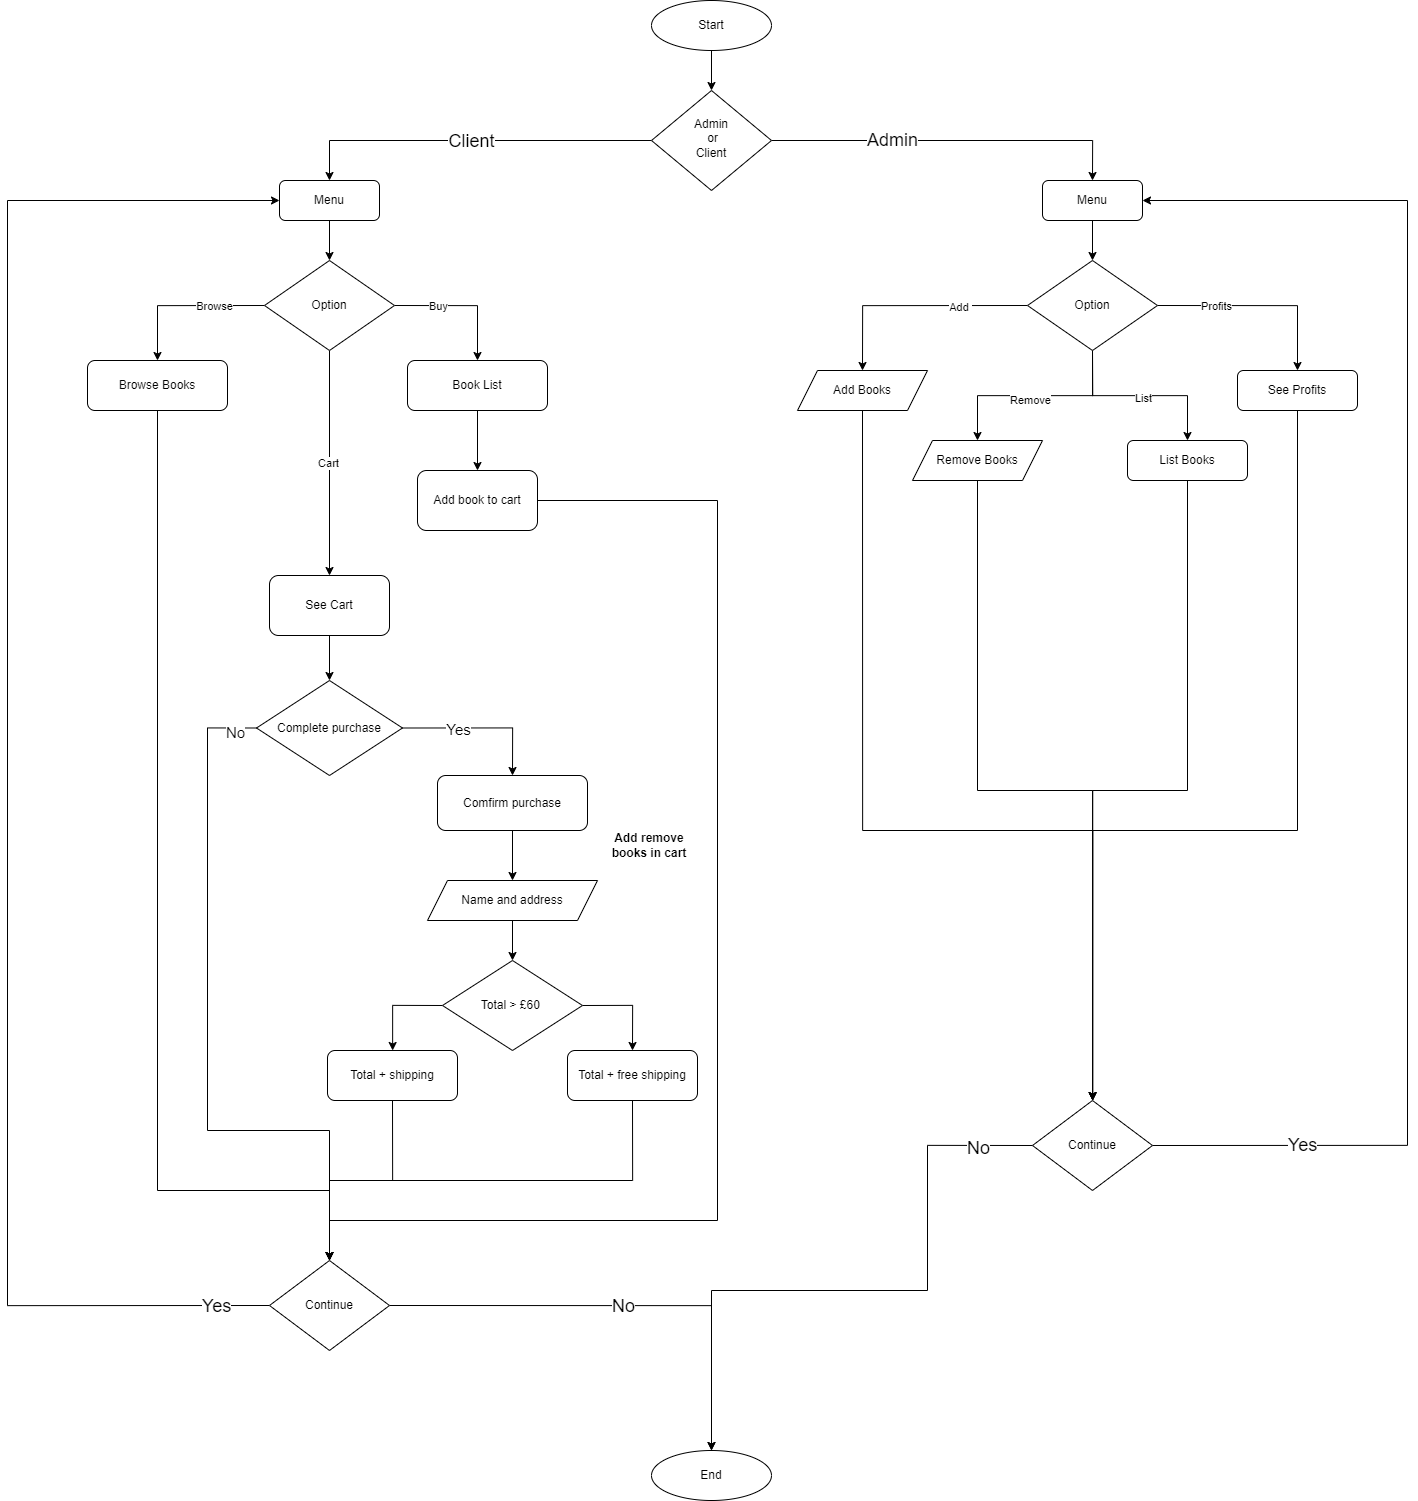 Start
Admin
or
Client
Client
Admin
Menu
Menu
Option
Browse
Buy
Option
Add
Profits
Browse Books
Book List
Add Books
Remove
List
See Profits
Cart
Remove Books
List Books
Add book to cart
See Cart
Complete purchase
No
Yes
Comfirm purchase
Add remove
books in cart
Name and address
Total > £60
Total + shipping
Total + free shipping
Continue
No
Yes
Continue
Yes
No
End